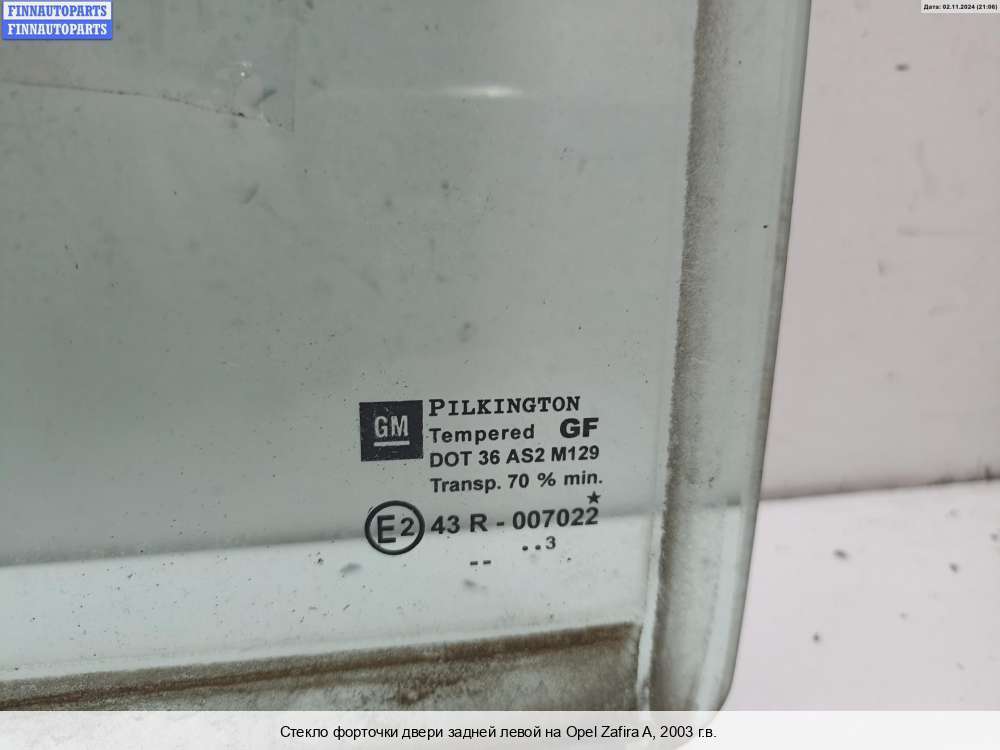 FINNAUTOPARTS
FINNAUTOPARTS
Дата: 02.11.2024 (21:06)
GM
PILKINGTON
Tempered GF
DOT 36 AS2 M129
Transp. 70 % min.
★
E2 43 R - 007022
..3
--
Стекло форточки двери задней левой на Opel Zafira A, 2003 г.в.